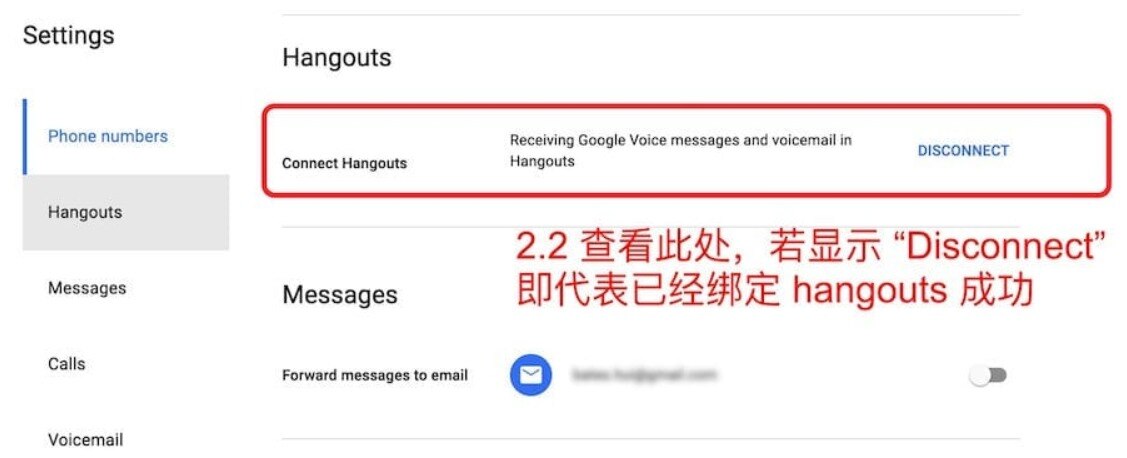 Settings
Phone numbers
Hangouts
Messages
Calls
Voicemail
Hangouts
Connect Hangouts
Receiving Google Voice messages and voicemail in
Hangouts
DISCONNECT
2.2 查看此处，若显示 “Disconnect”
即代表已经绑定 hangouts 成功
Messages
Forward messages to email